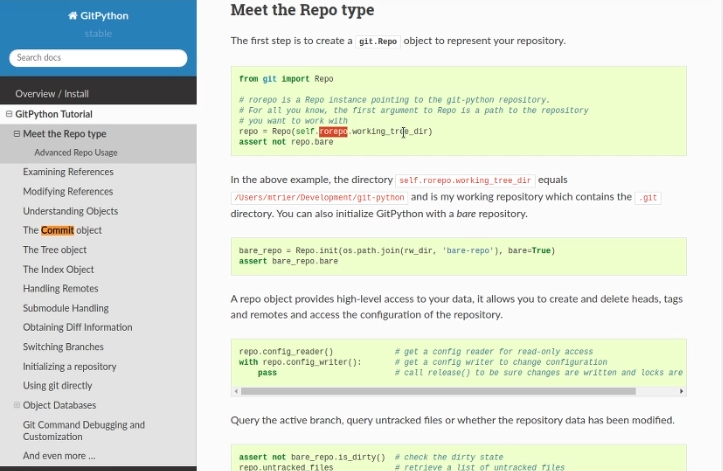 GitPython
stable
Search docs
Overview / Install
GitPython Tutorial
Meet the Repo type
Advanced Repo Usage
Examining References
Modifying References
Understanding Objects
The Commit object
The Tree object
The Index Object
Handling Remotes
Submodule Handling
Obtaining Diff Information
Switching Branches
Initializing a repository
Using git directly
Object Databases
Git Command Debugging and
Customization
And even more ...
Meet the Repo type
The first step is to create a git.Repo object to represent your repository.
from git import Repo
# rorepo is a Repo instance pointing to the git-python repository.
# For all you know, the first argument to Repo is a path to the repository
# you want to work with
repo = Repo(self.rorepo.working_tree_dir)
assert not repo.bare
In the above example, the directory self.rorepo.working_tree_dir equals
/Users/mtrier/Development/git-python and is my working repository which contains the .git
directory. You can also initialize GitPython with a bare repository.
bare_repo = Repo.init(os.path.join(rw_dir, 'bare-repo'), bare=True)
assert bare_repo.bare
A repo object provides high-level access to your data, it allows you to create and delete heads, tags
and remotes and access the configuration of the repository.
repo.config_reader() # get a config reader for read-only access
with repo.config_writer(): # get a config writer to change configuration
pass # call release() to be sure changes are written and locks are
Query the active branch, query untracked files or whether the repository data has been modified.
assert not bare_repo.is_dirty() # check the dirty state
repo.untracked_files # retrieve a list of untracked files